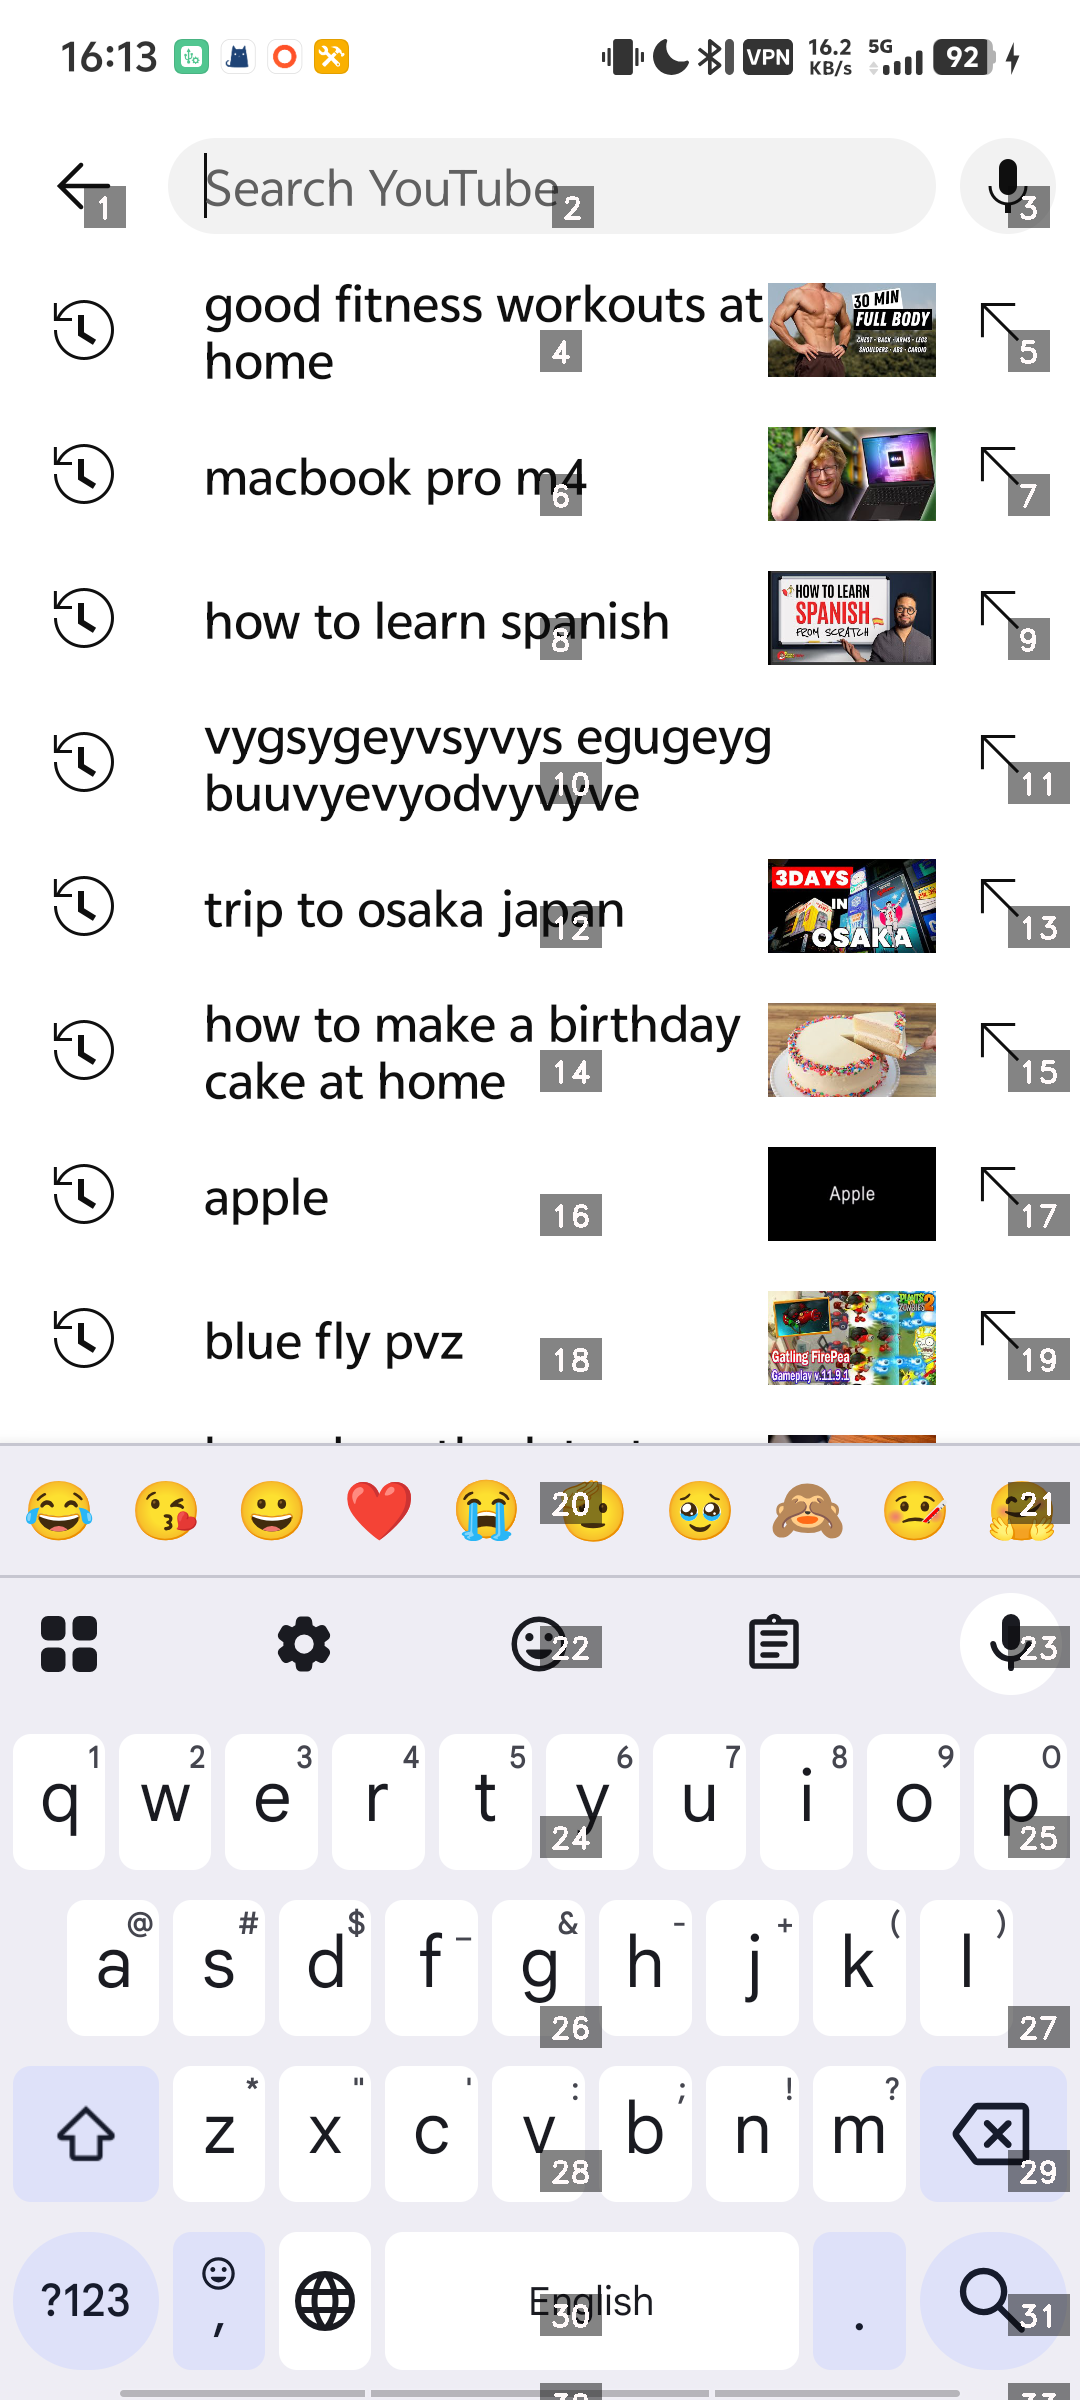 16:13 VPN 16.2 KB/s 5G 92
Search YouTube
1 2 3
good fitness workouts at
home
4 5
30 MIN
FULL BODY
CHEST - BACK - ARMS - LEGS
SHOULDERS - ABS - CARDIO
macbook pro m4
6 7
how to learn spanish
8 9
HOW TO LEARN
SPANISH
FROM SCRATCH
vygsygeyvsyvys egugeyg
buuvyevyodvyvyve
10 11
trip to osaka japan
12 13
3DAYS
IN
OSAKA
how to make a birthday
cake at home
14 15
apple
16 17
Apple
blue fly pvz
18 19
Gatling FirePea
Gameplay v.11.9.1
20 21
22 23
1 2 3 4 5 6 7 8 9 0
q w e r t y u i o p
24 25
@ # $ _ & - + ( )
a s d f g h j k l
26 27
* " ' : ; ! ?
z x c v b n m
28 29
?123 , English .
30 31